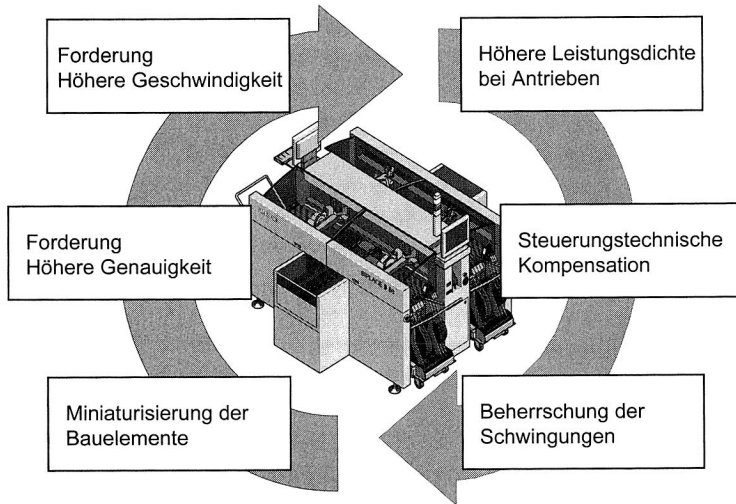 Forderung
Höhere Geschwindigkeit
Höhere Leistungsdichte
bei Antrieben
Forderung
Höhere Genauigkeit
Steuerungstechnische
Kompensation
Miniaturisierung der
Bauelemente
Beherrschung der
Schwingungen